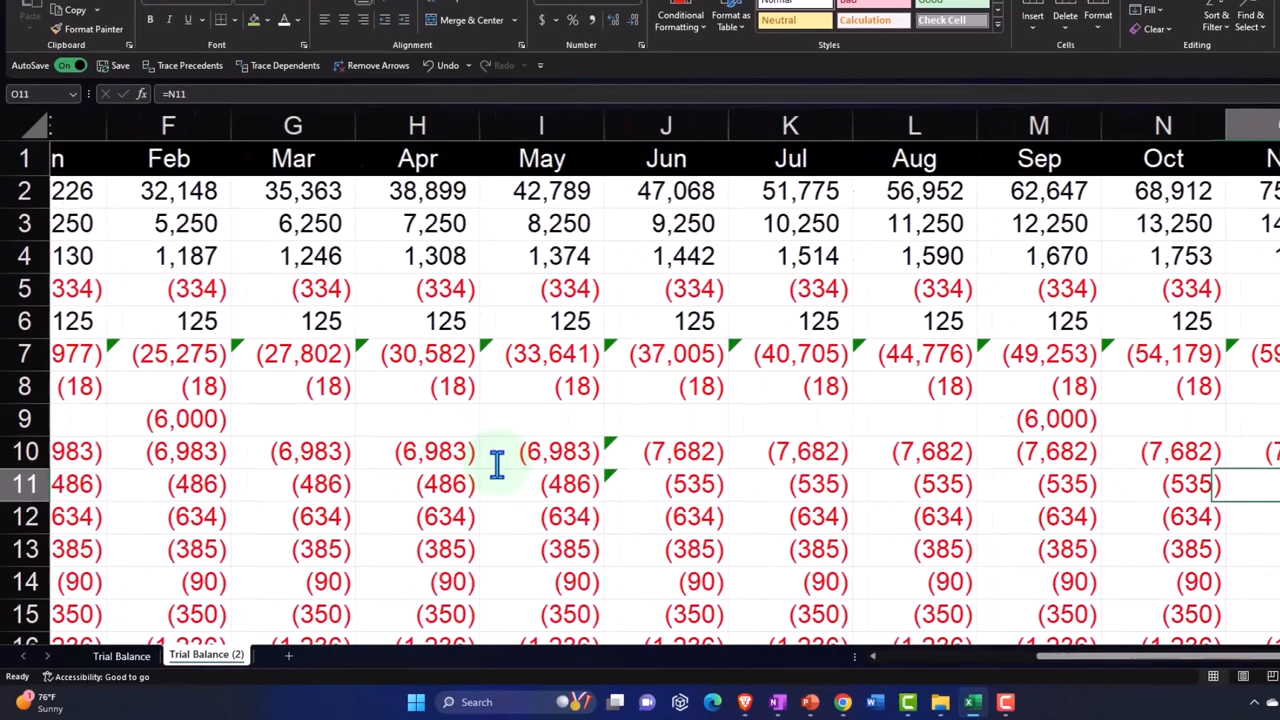 Copy B I U A Merge & Center $ % 9 Conditional Format as Neutral Calculation Check Cell Insert Delete Format Fill Sort & Find &
Format Painter Formatting Table Clear Filter Select
Clipboard Font Alignment Number Styles Cells Editing
AutoSave On Save Trace Precedents Trace Dependents Remove Arrows Undo Redo
O11 fx =N11
F G H I J K L M N
1 n Feb Mar Apr May Jun Jul Aug Sep Oct N
2 226 32,148 35,363 38,899 42,789 47,068 51,775 56,952 62,647 68,912 75
3 250 5,250 6,250 7,250 8,250 9,250 10,250 11,250 12,250 13,250 14
4 130 1,187 1,246 1,308 1,374 1,442 1,514 1,590 1,670 1,753
5 334) (334) (334) (334) (334) (334) (334) (334) (334) (334)
6 125 125 125 125 125 125 125 125 125 125
7 977) (25,275) (27,802) (30,582) (33,641) (37,005) (40,705) (44,776) (49,253) (54,179) (59
8 (18) (18) (18) (18) (18) (18) (18) (18) (18) (18)
9 (6,000) (6,000)
10 983) (6,983) (6,983) (6,983) (6,983) (7,682) (7,682) (7,682) (7,682) (7,682) (7
11 486) (486) (486) (486) (486) (535) (535) (535) (535) (535)
12 634) (634) (634) (634) (634) (634) (634) (634) (634) (634)
13 385) (385) (385) (385) (385) (385) (385) (385) (385) (385)
14 (90) (90) (90) (90) (90) (90) (90) (90) (90) (90)
15 350) (350) (350) (350) (350) (350) (350) (350) (350) (350)
Trial Balance Trial Balance (2)
Ready Accessibility: Good to go
76°F Search
Sunny